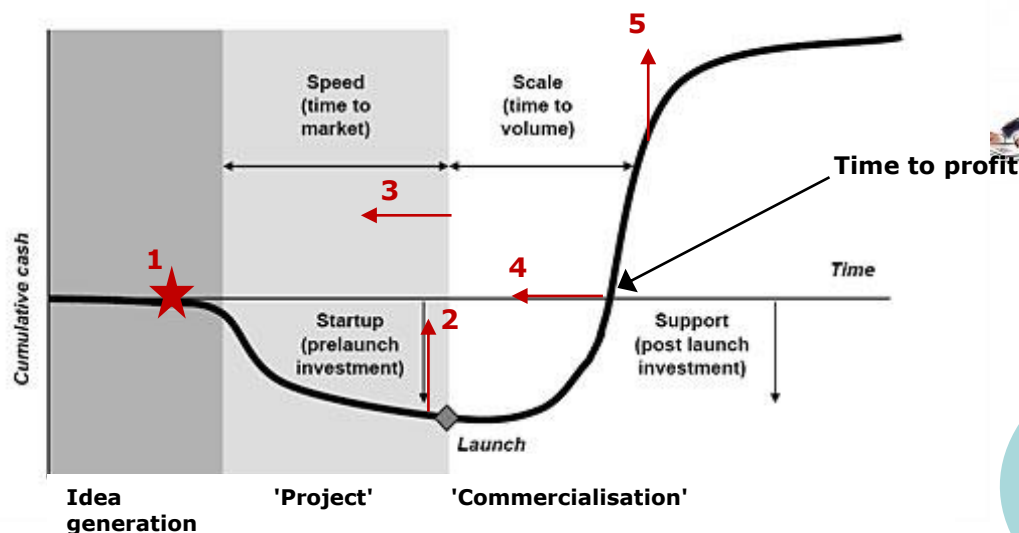 5
Speed
(time to
market)
Scale
(time to
volume)
3
Time to profit
1
4
Time
Cumulative cash
2
Startup
(prelaunch
investment)
Support
(post launch
investment)
Launch
Idea
generation
'Project'
'Commercialisation'